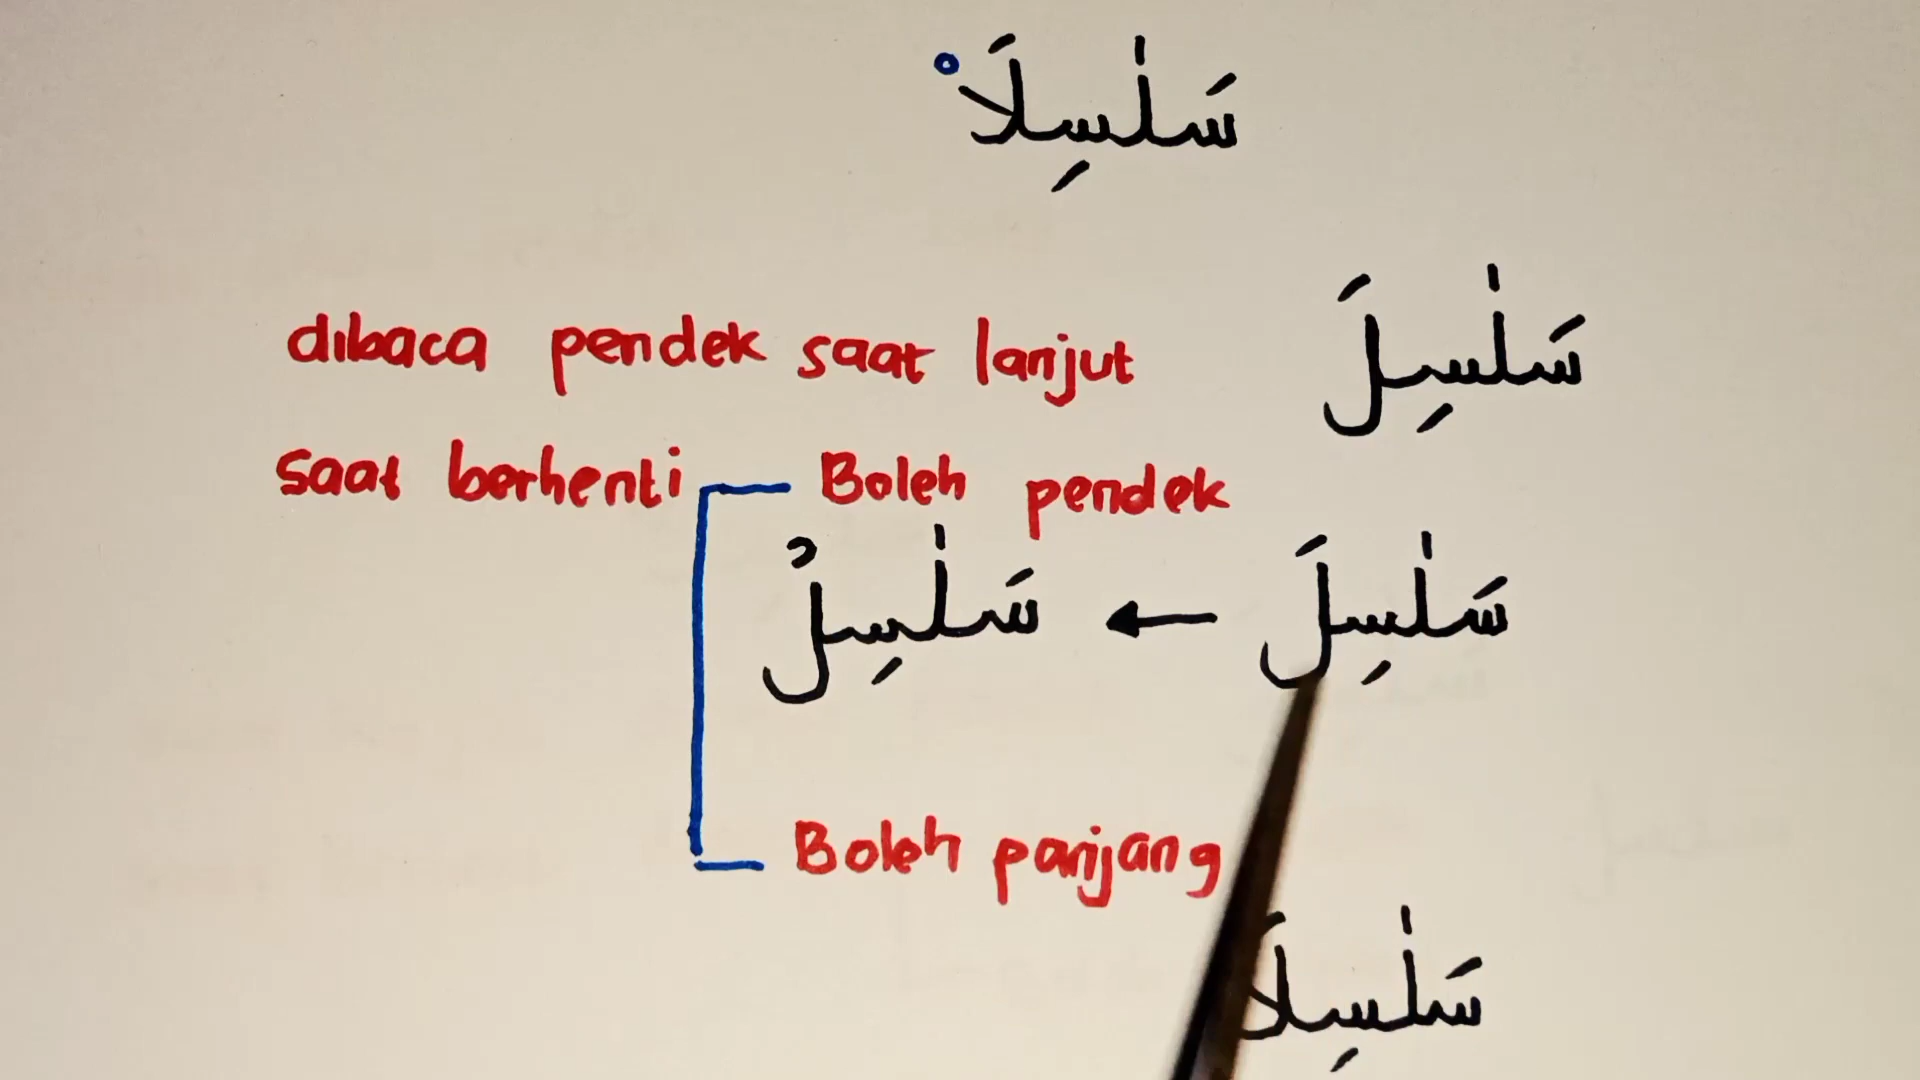 سَلٰسِلَا۟
سَلٰسِلَ
dibaca pendek saat lanjut
saat berhenti Boleh pendek
سَلٰسِلَ ← سَلٰسِلْ
Boleh panjang
سَلٰسِلَا